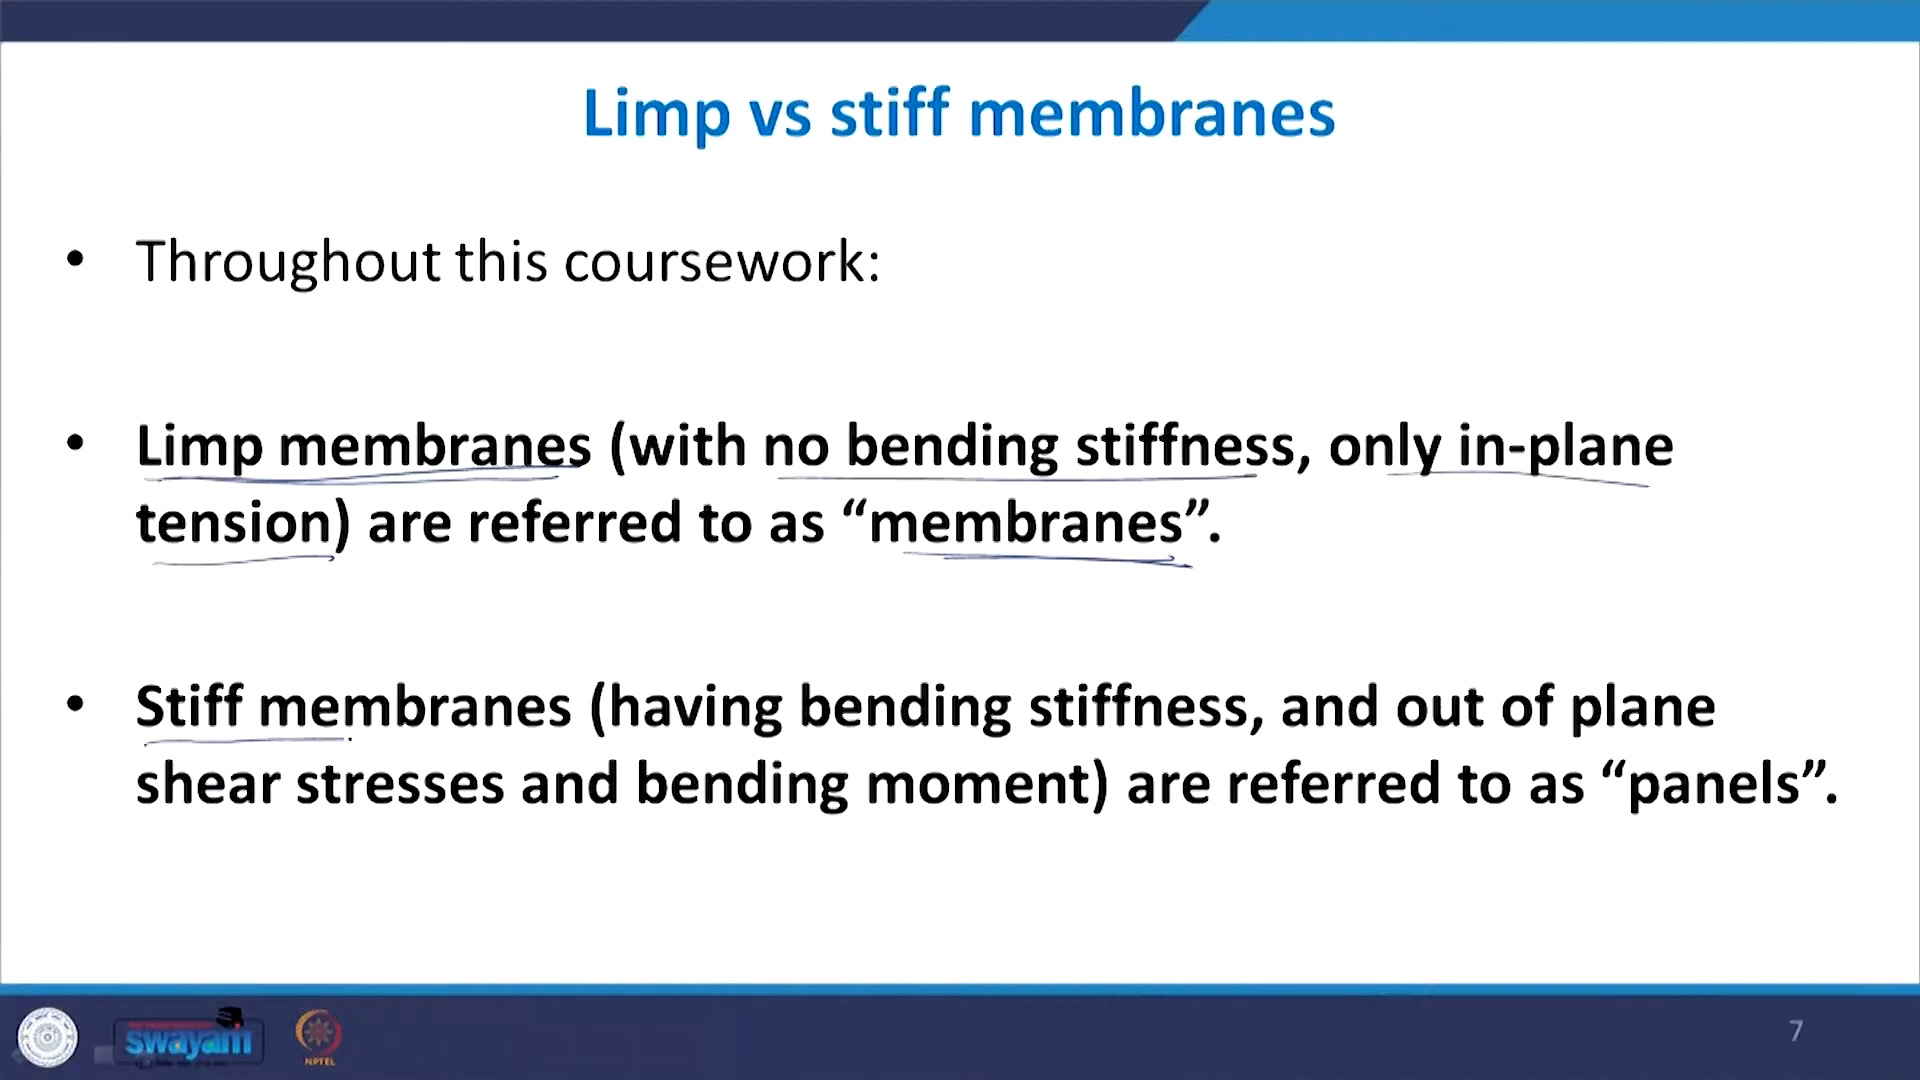 Limp vs stiff membranes
• Throughout this coursework:
• Limp membranes (with no bending stiffness, only in-plane
tension) are referred to as “membranes”.
• Stiff membranes (having bending stiffness, and out of plane
shear stresses and bending moment) are referred to as “panels”.
swayam
NPTEL
7